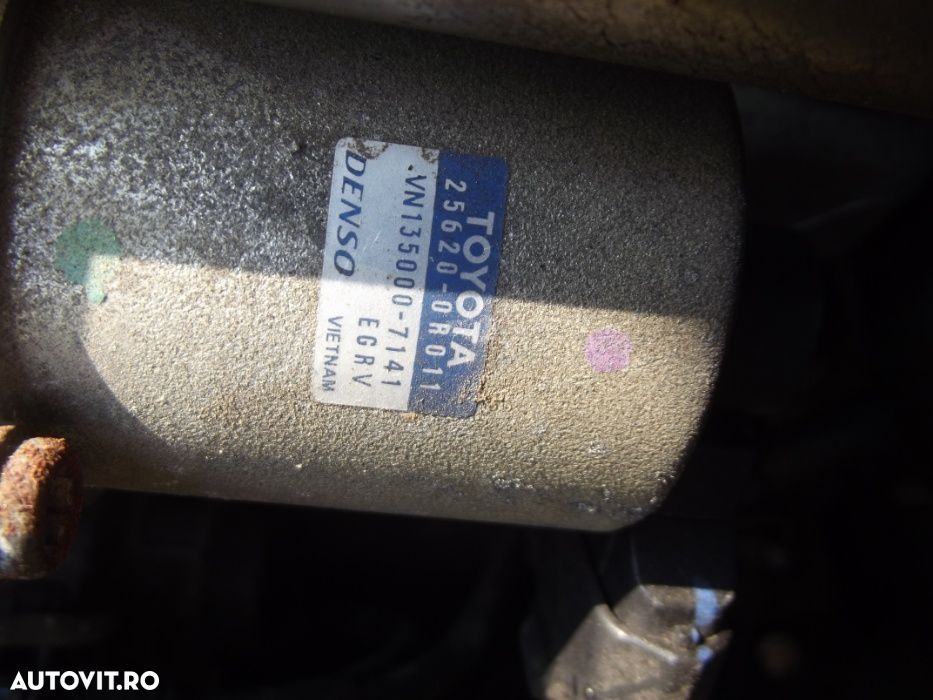 TOYOTA
25620-0R011
VN135000-7141
DENSO EGRV
VIETNAM
AUTOVIT.RO